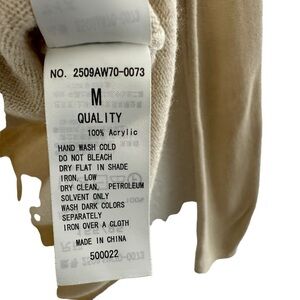 NO. 2509AW70-0073
M
QUALITY
100% Acrylic
HAND WASH COLD
DO NOT BLEACH
DRY FLAT IN SHADE
IRON, LOW
DRY CLEAN, PETROLEUM
SOLVENT ONLY
WASH DARK COLORS
SEPARATELY
IRON OVER A CLOTH
MADE IN CHINA
500022